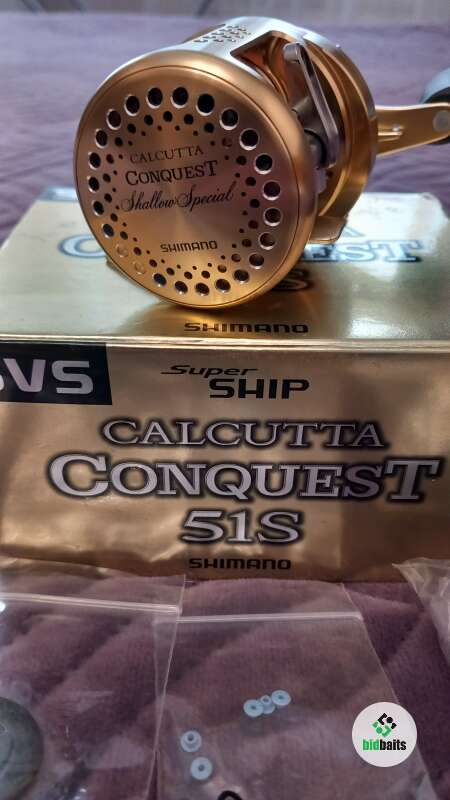 CALCUTTA
CONQUEST
Shallow Special
SHIMANO
SHIMANO
SVS
Super
SHIP
CALCUTTA
CONQUEST
51S
SHIMANO
bidbaits